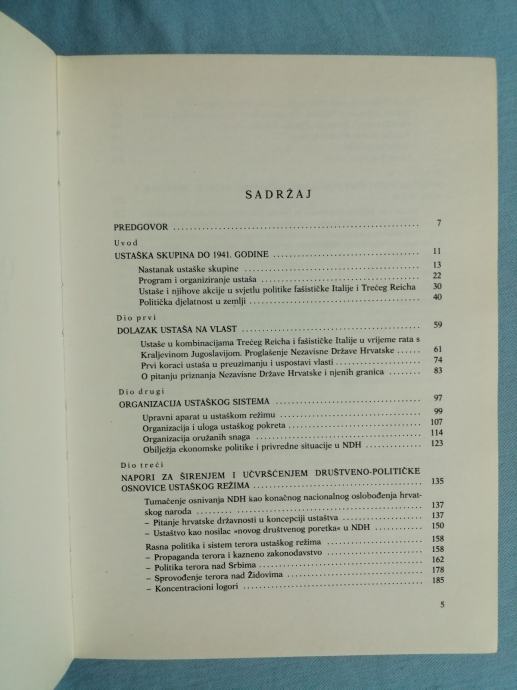 SADRŽAJ
PREDGOVOR ........ 7
Uvod
USTAŠKA SKUPINA DO 1941. GODINE ........ 11
Nastanak ustaške skupine ........ 13
Program i organiziranje ustaša ........ 22
Ustaše i njihove akcije u svjetlu politike fašističke Italije i Trećeg Reicha 30
Politička djelatnost u zemlji ........ 40
Dio prvi
DOLAZAK USTAŠA NA VLAST ........ 59
Ustaše u kombinacijama Trećeg Reicha i fašističke Italije u vrijeme rata s
Kraljevinom Jugoslavijom. Proglašenje Nezavisne Države Hrvatske ...... 61
Prvi koraci ustaša u preuzimanju i uspostavi vlasti ........ 74
O pitanju priznanja Nezavisne Države Hrvatske i njenih granica ........ 83
Dio drugi
ORGANIZACIJA USTAŠKOG SISTEMA ........ 97
Upravni aparat u ustaškom režimu ........ 99
Organizacija i uloga ustaškog pokreta ........ 107
Organizacija oružanih snaga ........ 114
Obilježja ekonomske politike i privredne situacije u NDH ........ 123
Dio treći
NAPORI ZA ŠIRENJEM I UČVRŠĆENJEM DRUŠTVENO-POLITIČKE
OSNOVICE USTAŠKOG REŽIMA ........ 135
Tumačenje osnivanja NDH kao konačnog nacionalnog oslobođenja hrvat-
skog naroda ........ 137
– Pitanje hrvatske državnosti u koncepciji ustaštva ........ 137
– Ustaštvo kao nosilac »novog društvenog poretka« u NDH ........ 150
Rasna politika i sistem terora ustaškog režima ........ 158
– Propaganda terora i kazneno zakonodavstvo ........ 158
– Politika terora nad Srbima ........ 162
– Sprovođenje terora nad Židovima ........ 178
– Koncentracioni logori ........ 185
5